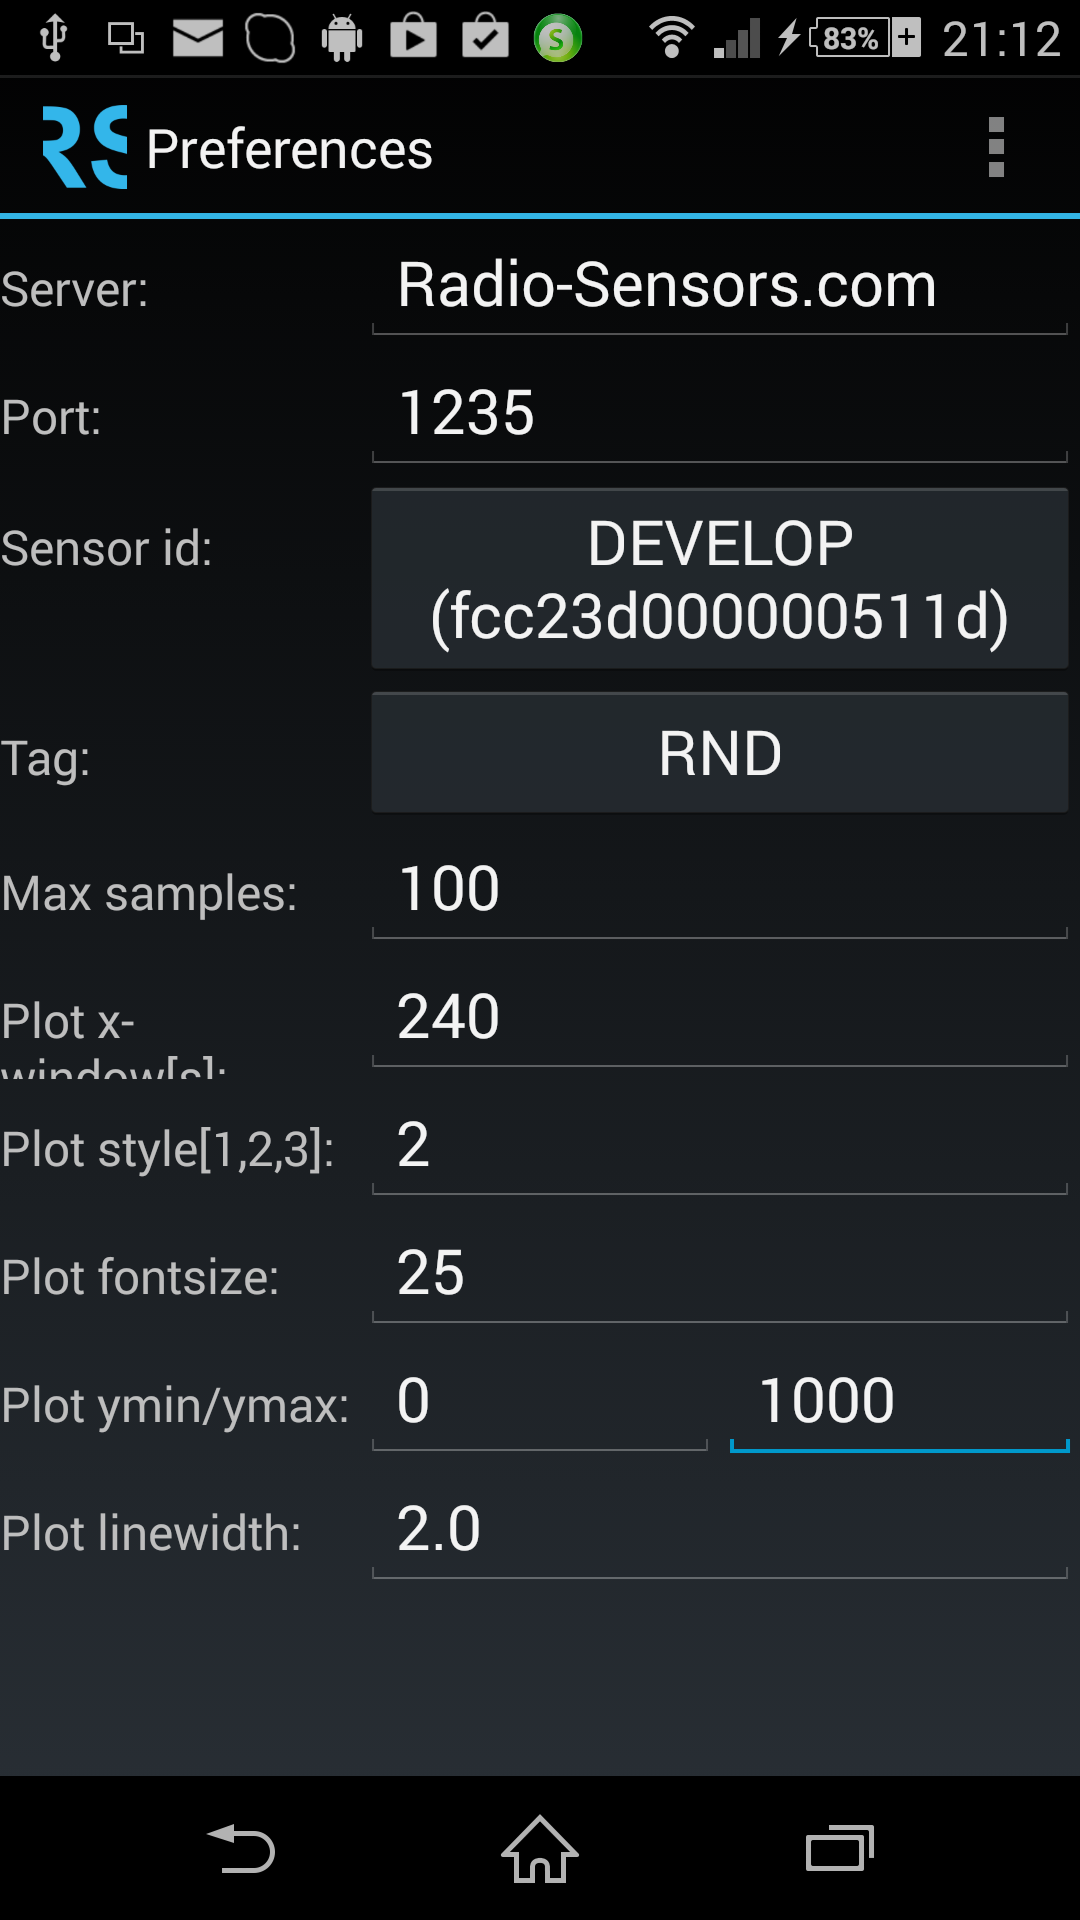 83% 21:12
RS Preferences
Server: Radio-Sensors.com
Port: 1235
Sensor id: DEVELOP
(fcc23d000000511d)
Tag: RND
Max samples: 100
Plot x- 240
window[s]:
Plot style[1,2,3]: 2
Plot fontsize: 25
Plot ymin/ymax: 0 1000
Plot linewidth: 2.0